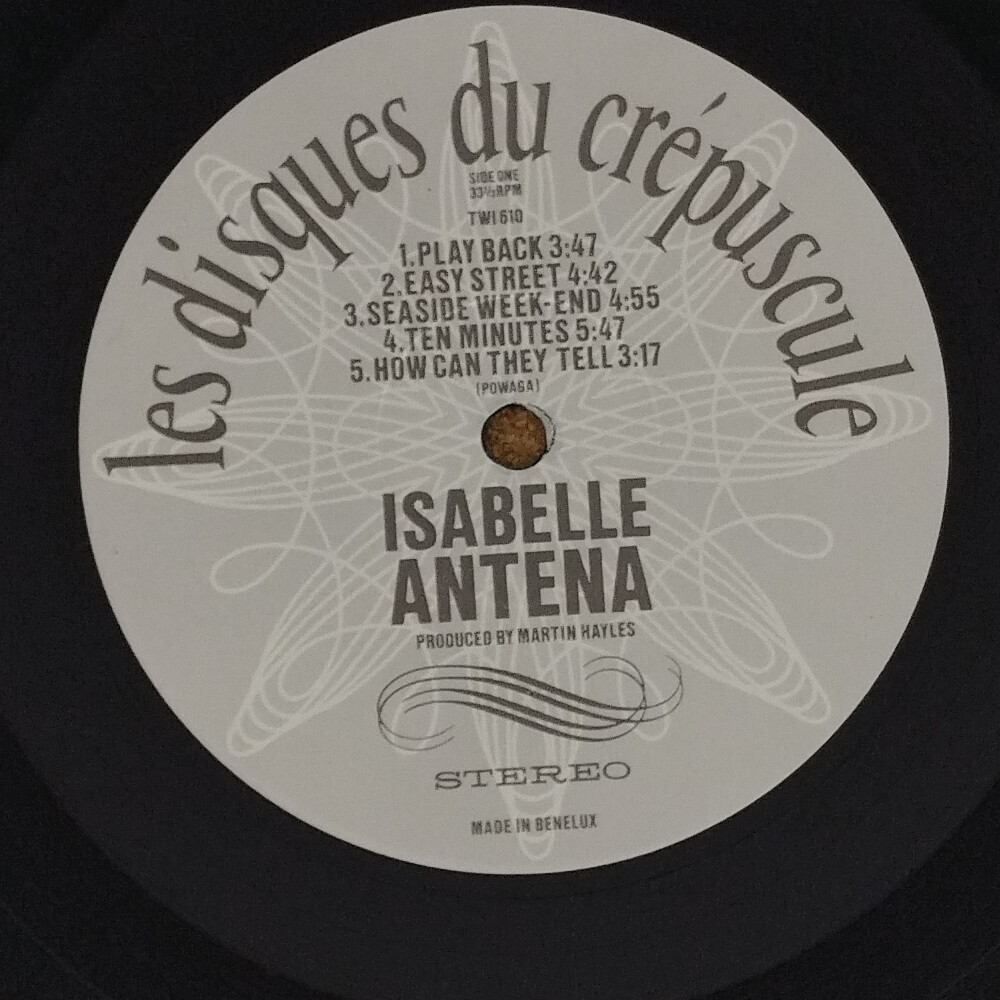 les disques du crépuscule
SIDE ONE
33⅓ RPM
TWI 610
1.PLAY BACK 3:47
2.EASY STREET 4:42
3.SEASIDE WEEK-END 4:55
4.TEN MINUTES 5:47
5.HOW CAN THEY TELL 3:17
(POWAGA)
ISABELLE
ANTENA
PRODUCED BY MARTIN HAYLES
STEREO
MADE IN BENELUX